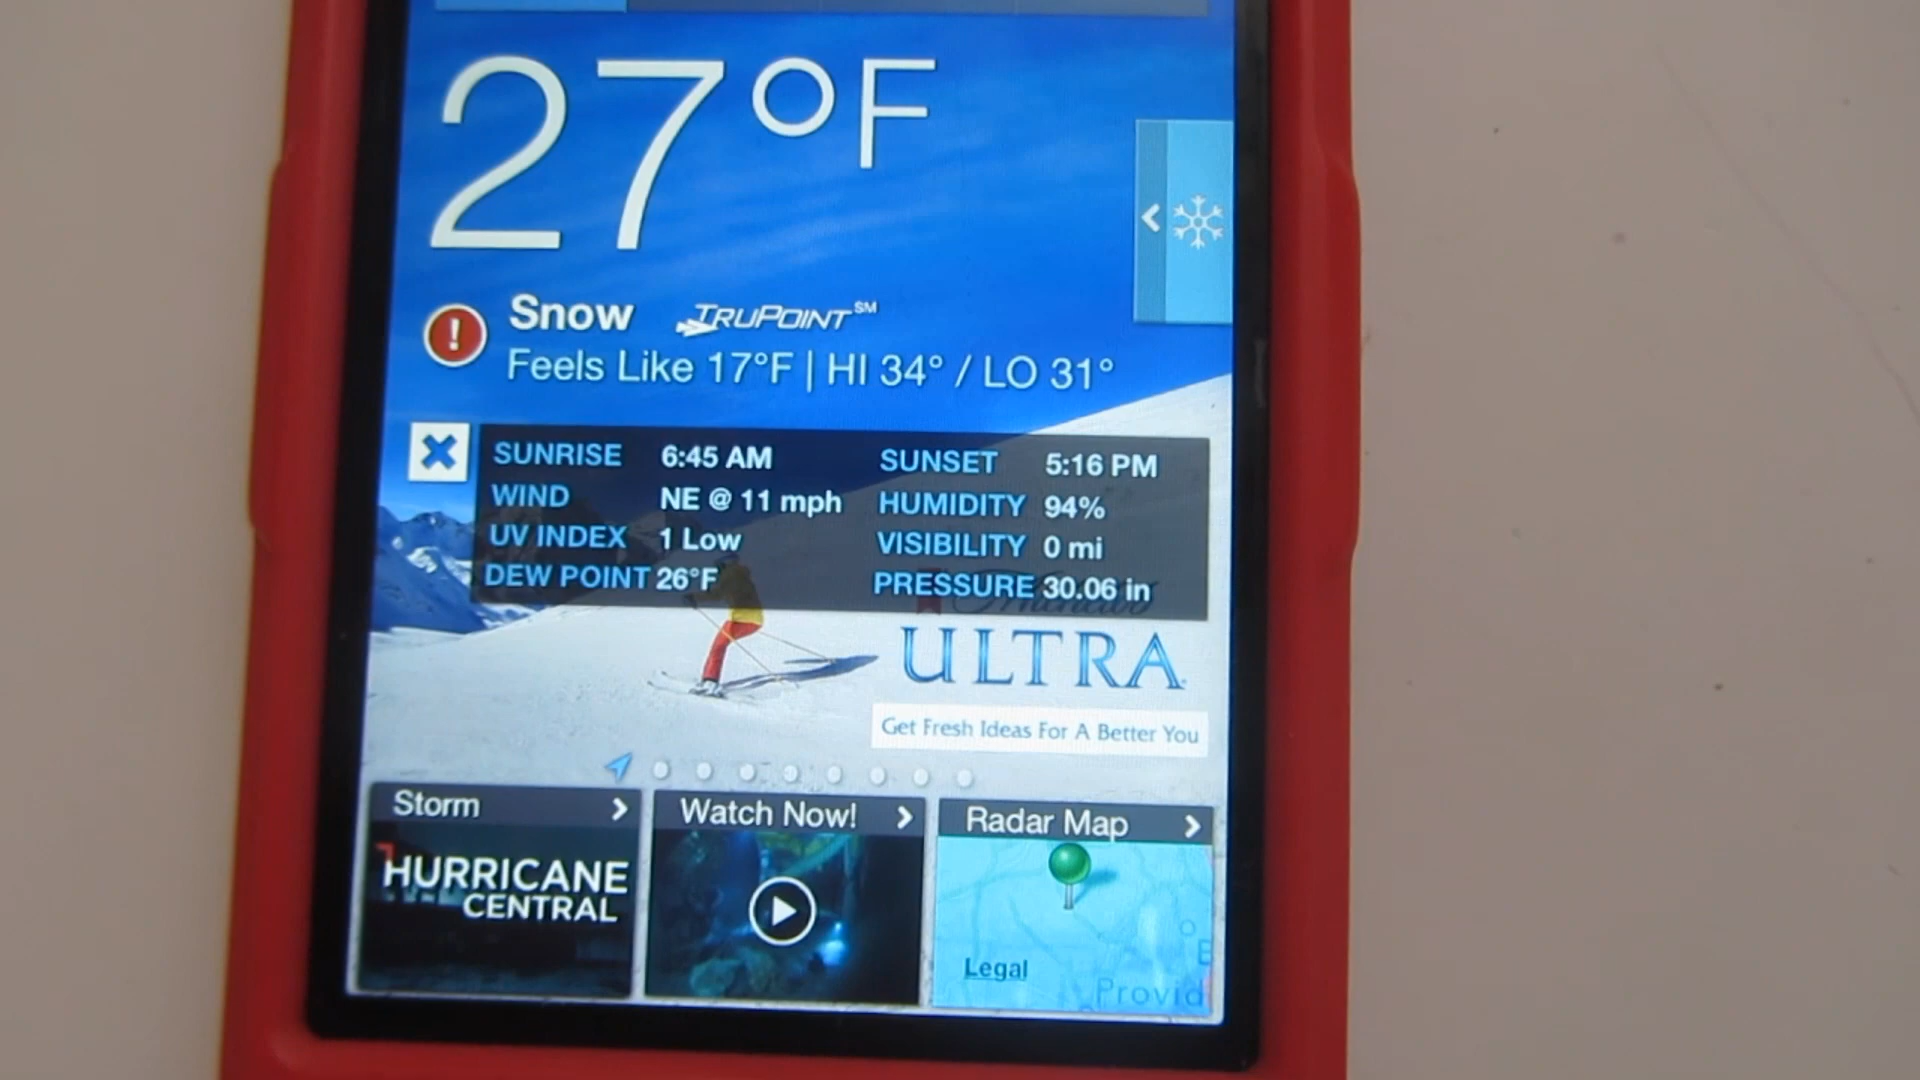 27°F
Snow TRUPOINT SM
Feels Like 17°F | HI 34° / LO 31°
SUNRISE 6:45 AM SUNSET 5:16 PM
WIND NE @ 11 mph HUMIDITY 94%
UV INDEX 1 Low VISIBILITY 0 mi
DEW POINT 26°F PRESSURE 30.06 in
ULTRA
Get Fresh Ideas For A Better You
Storm
Watch Now!
Radar Map
HURRICANE
CENTRAL
Legal
Provid